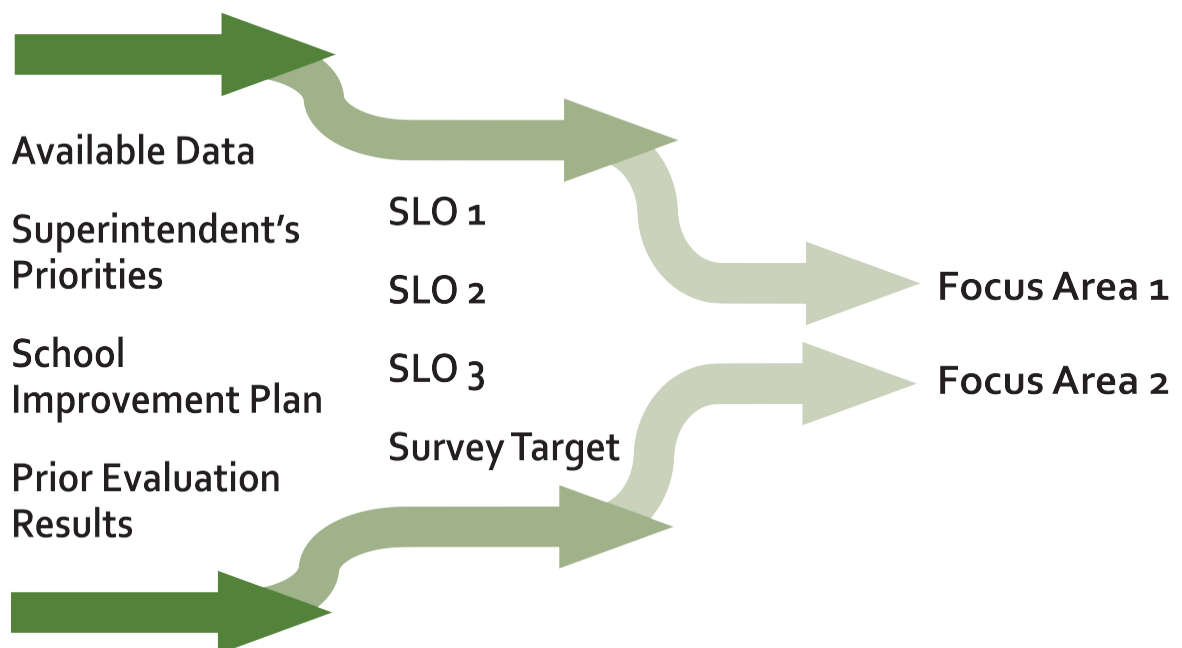 Available Data
Superintendent's
Priorities
School
Improvement Plan
Prior Evaluation
Results
SLO 1
SLO 2
SLO 3
Survey Target
Focus Area 1
Focus Area 2